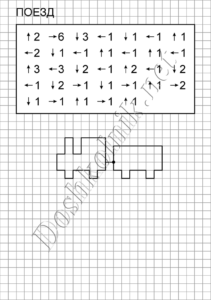 ПОЕЗД
↑2 →6 ↓3 ←1 ↓1 ←1 ↑1
←2 ↓1 ←1 ↑1 ←1 ↑1
↑3 ←3 ↓2 ←1 ↑2 ←1 ↓2
←1 ↓2 →1 ↓1 →1 ↑1 →2
↓1 →1 ↑1 →1 ↑1
Doshkolnik.net